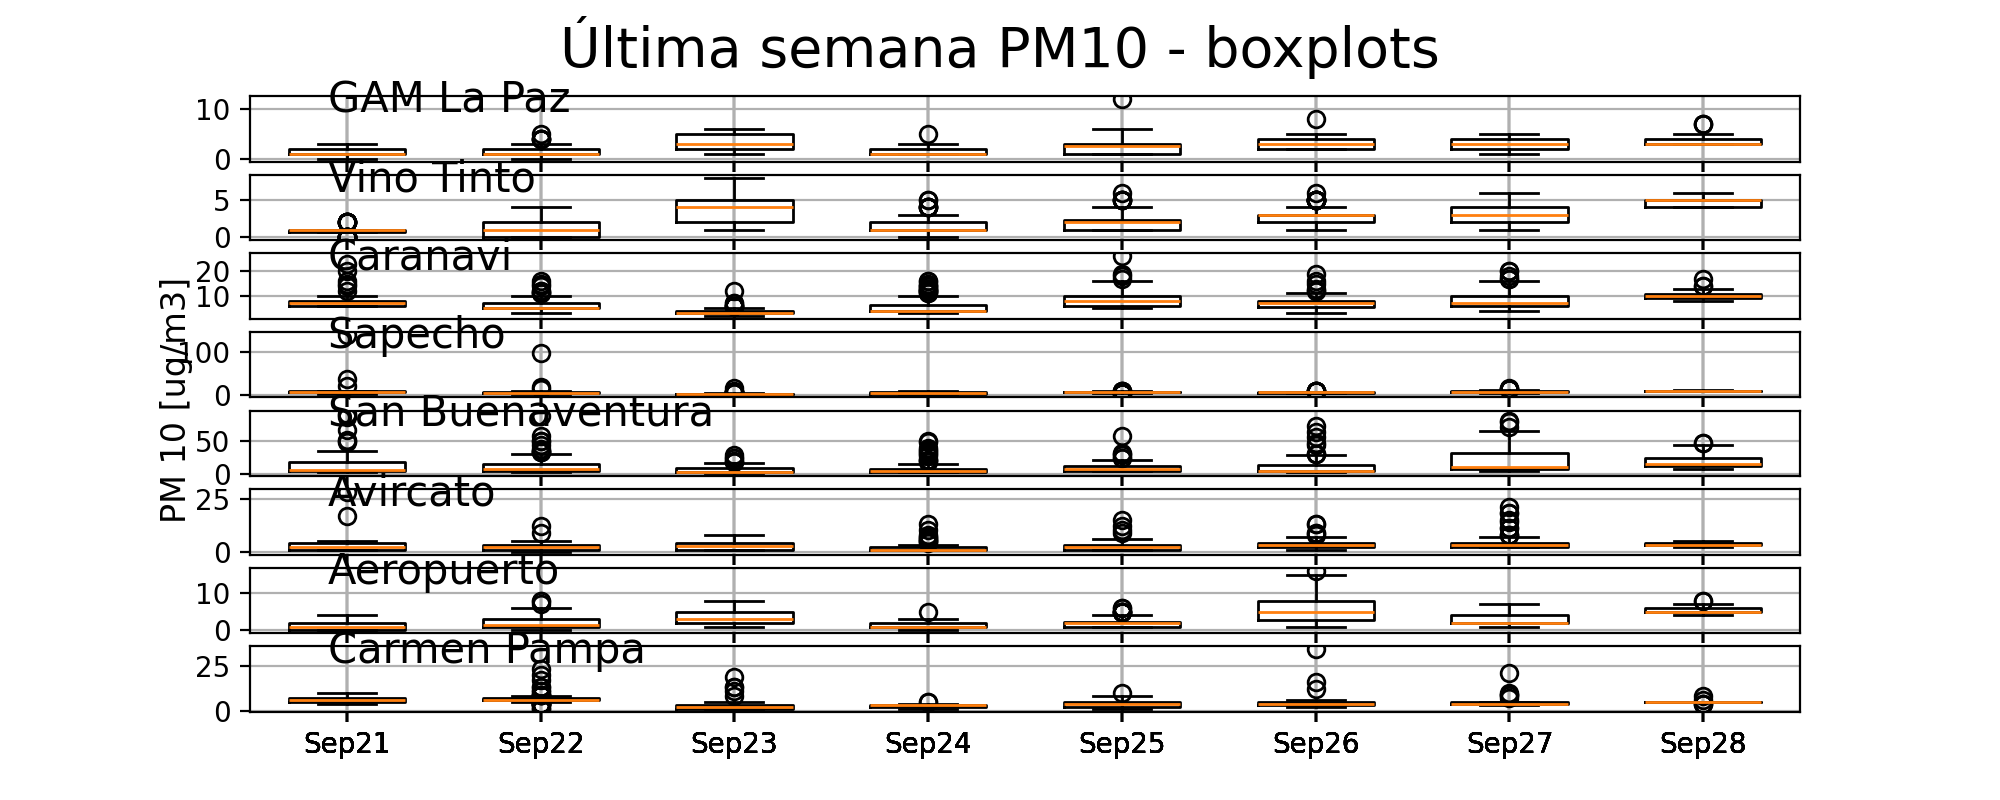 Última semana PM10 - boxplots
GAM La Paz
10
0
Vino Tinto
5
0
Caranavi
20
10
Sapecho
100
0
San Buenaventura
50
0
Avircato
25
0
Aeropuerto
10
0
Carmen Pampa
25
0
PM 10 [ug/m3]
Sep21 Sep22 Sep23 Sep24 Sep25 Sep26 Sep27 Sep28